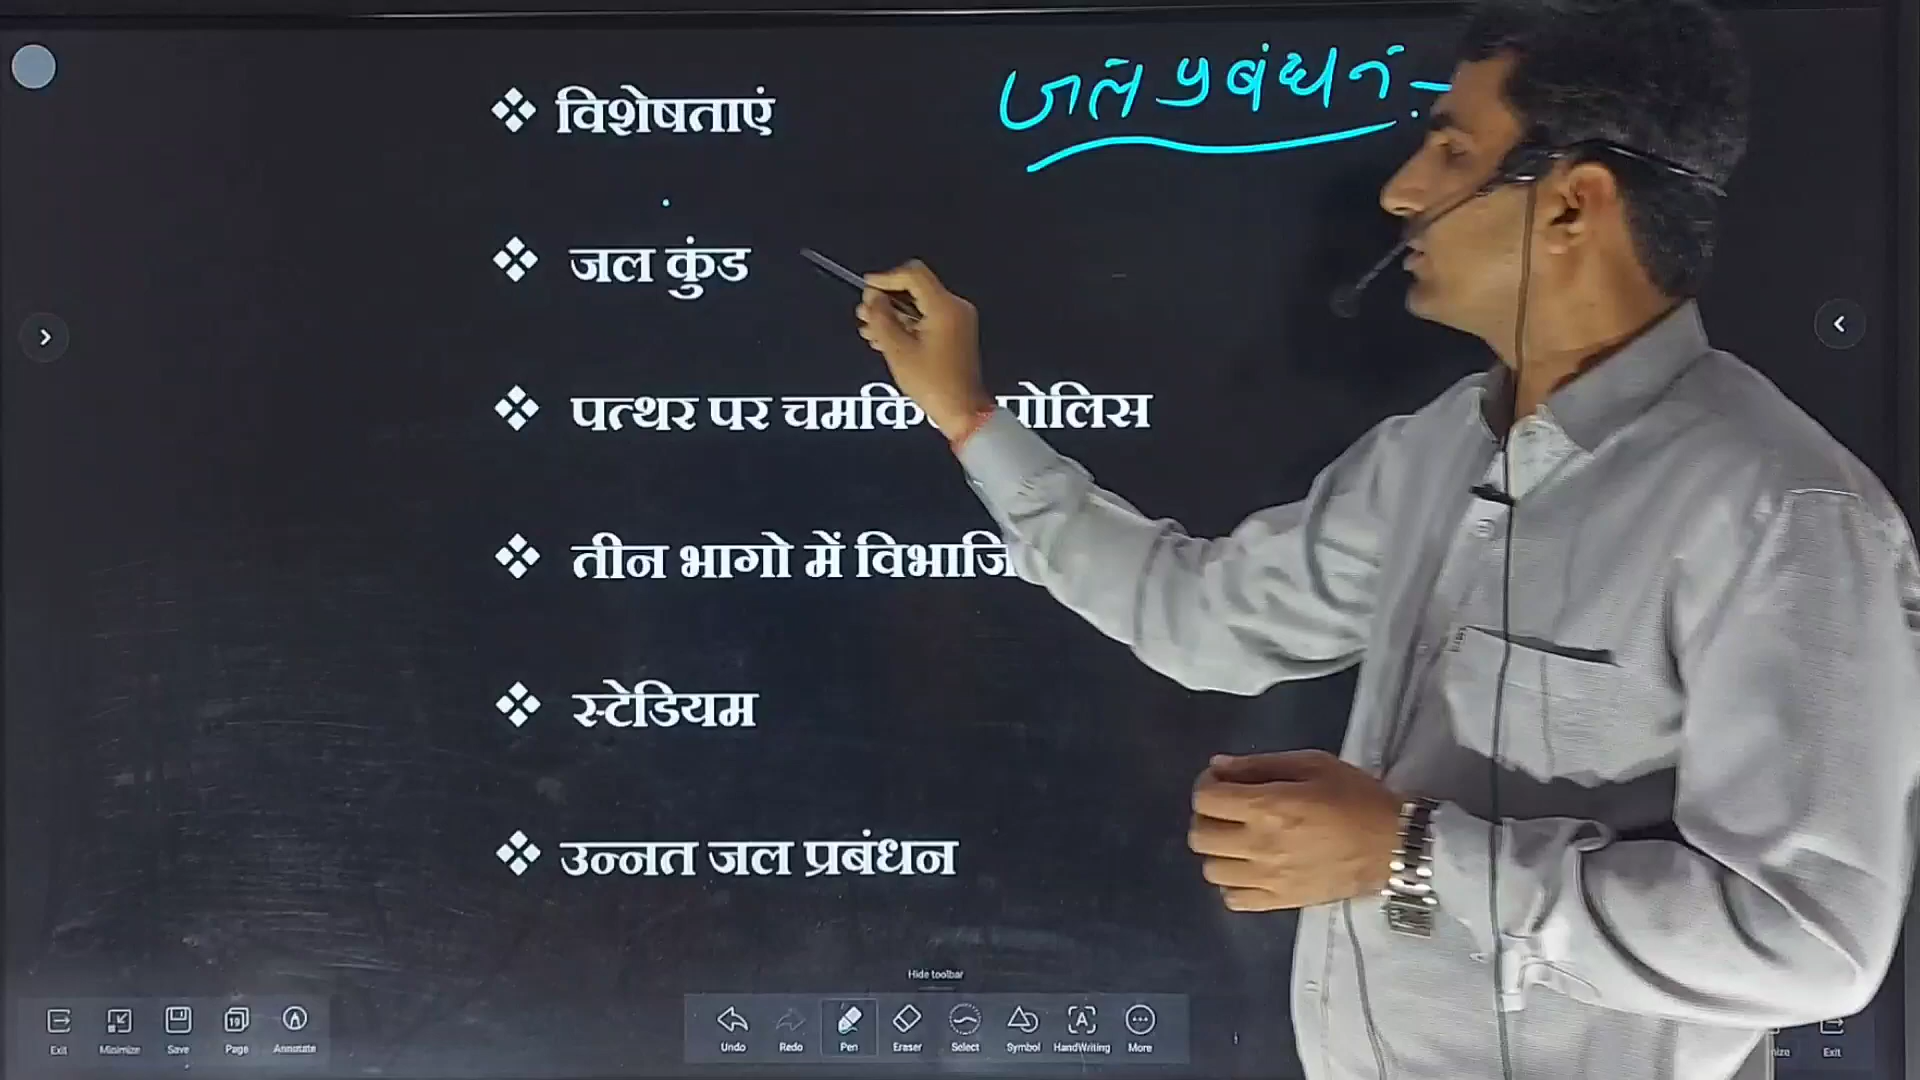 ❖ विशेषताएं
जल प्रबंधन :-
❖ जल कुंड
❖ पत्थर पर पोलिस
❖ तीन भागो में
❖ स्टेडियम
❖ उन्नत जल प्रबंधन
Hide toolbar
Exit Minimize Save Page Annotate Undo Redo Pen Eraser Select Symbol HandWriting More Exit